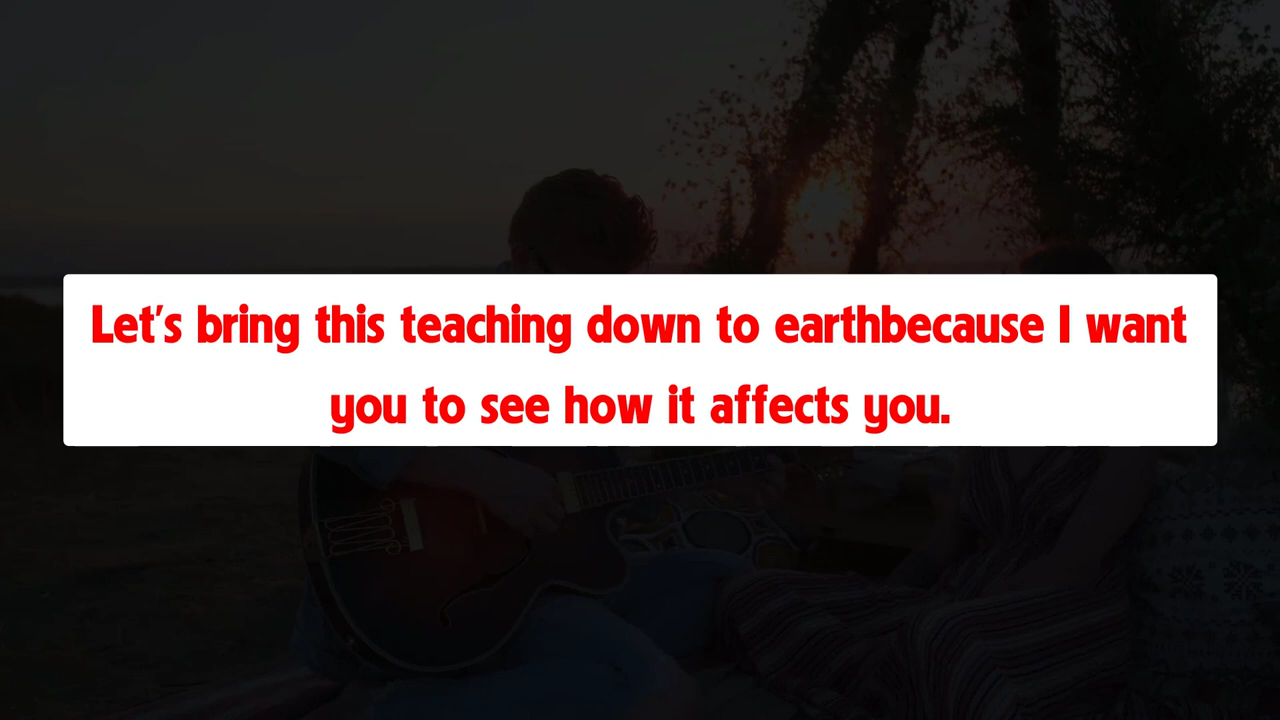 Let's bring this teaching down to earthbecause I want
you to see how it affects you.